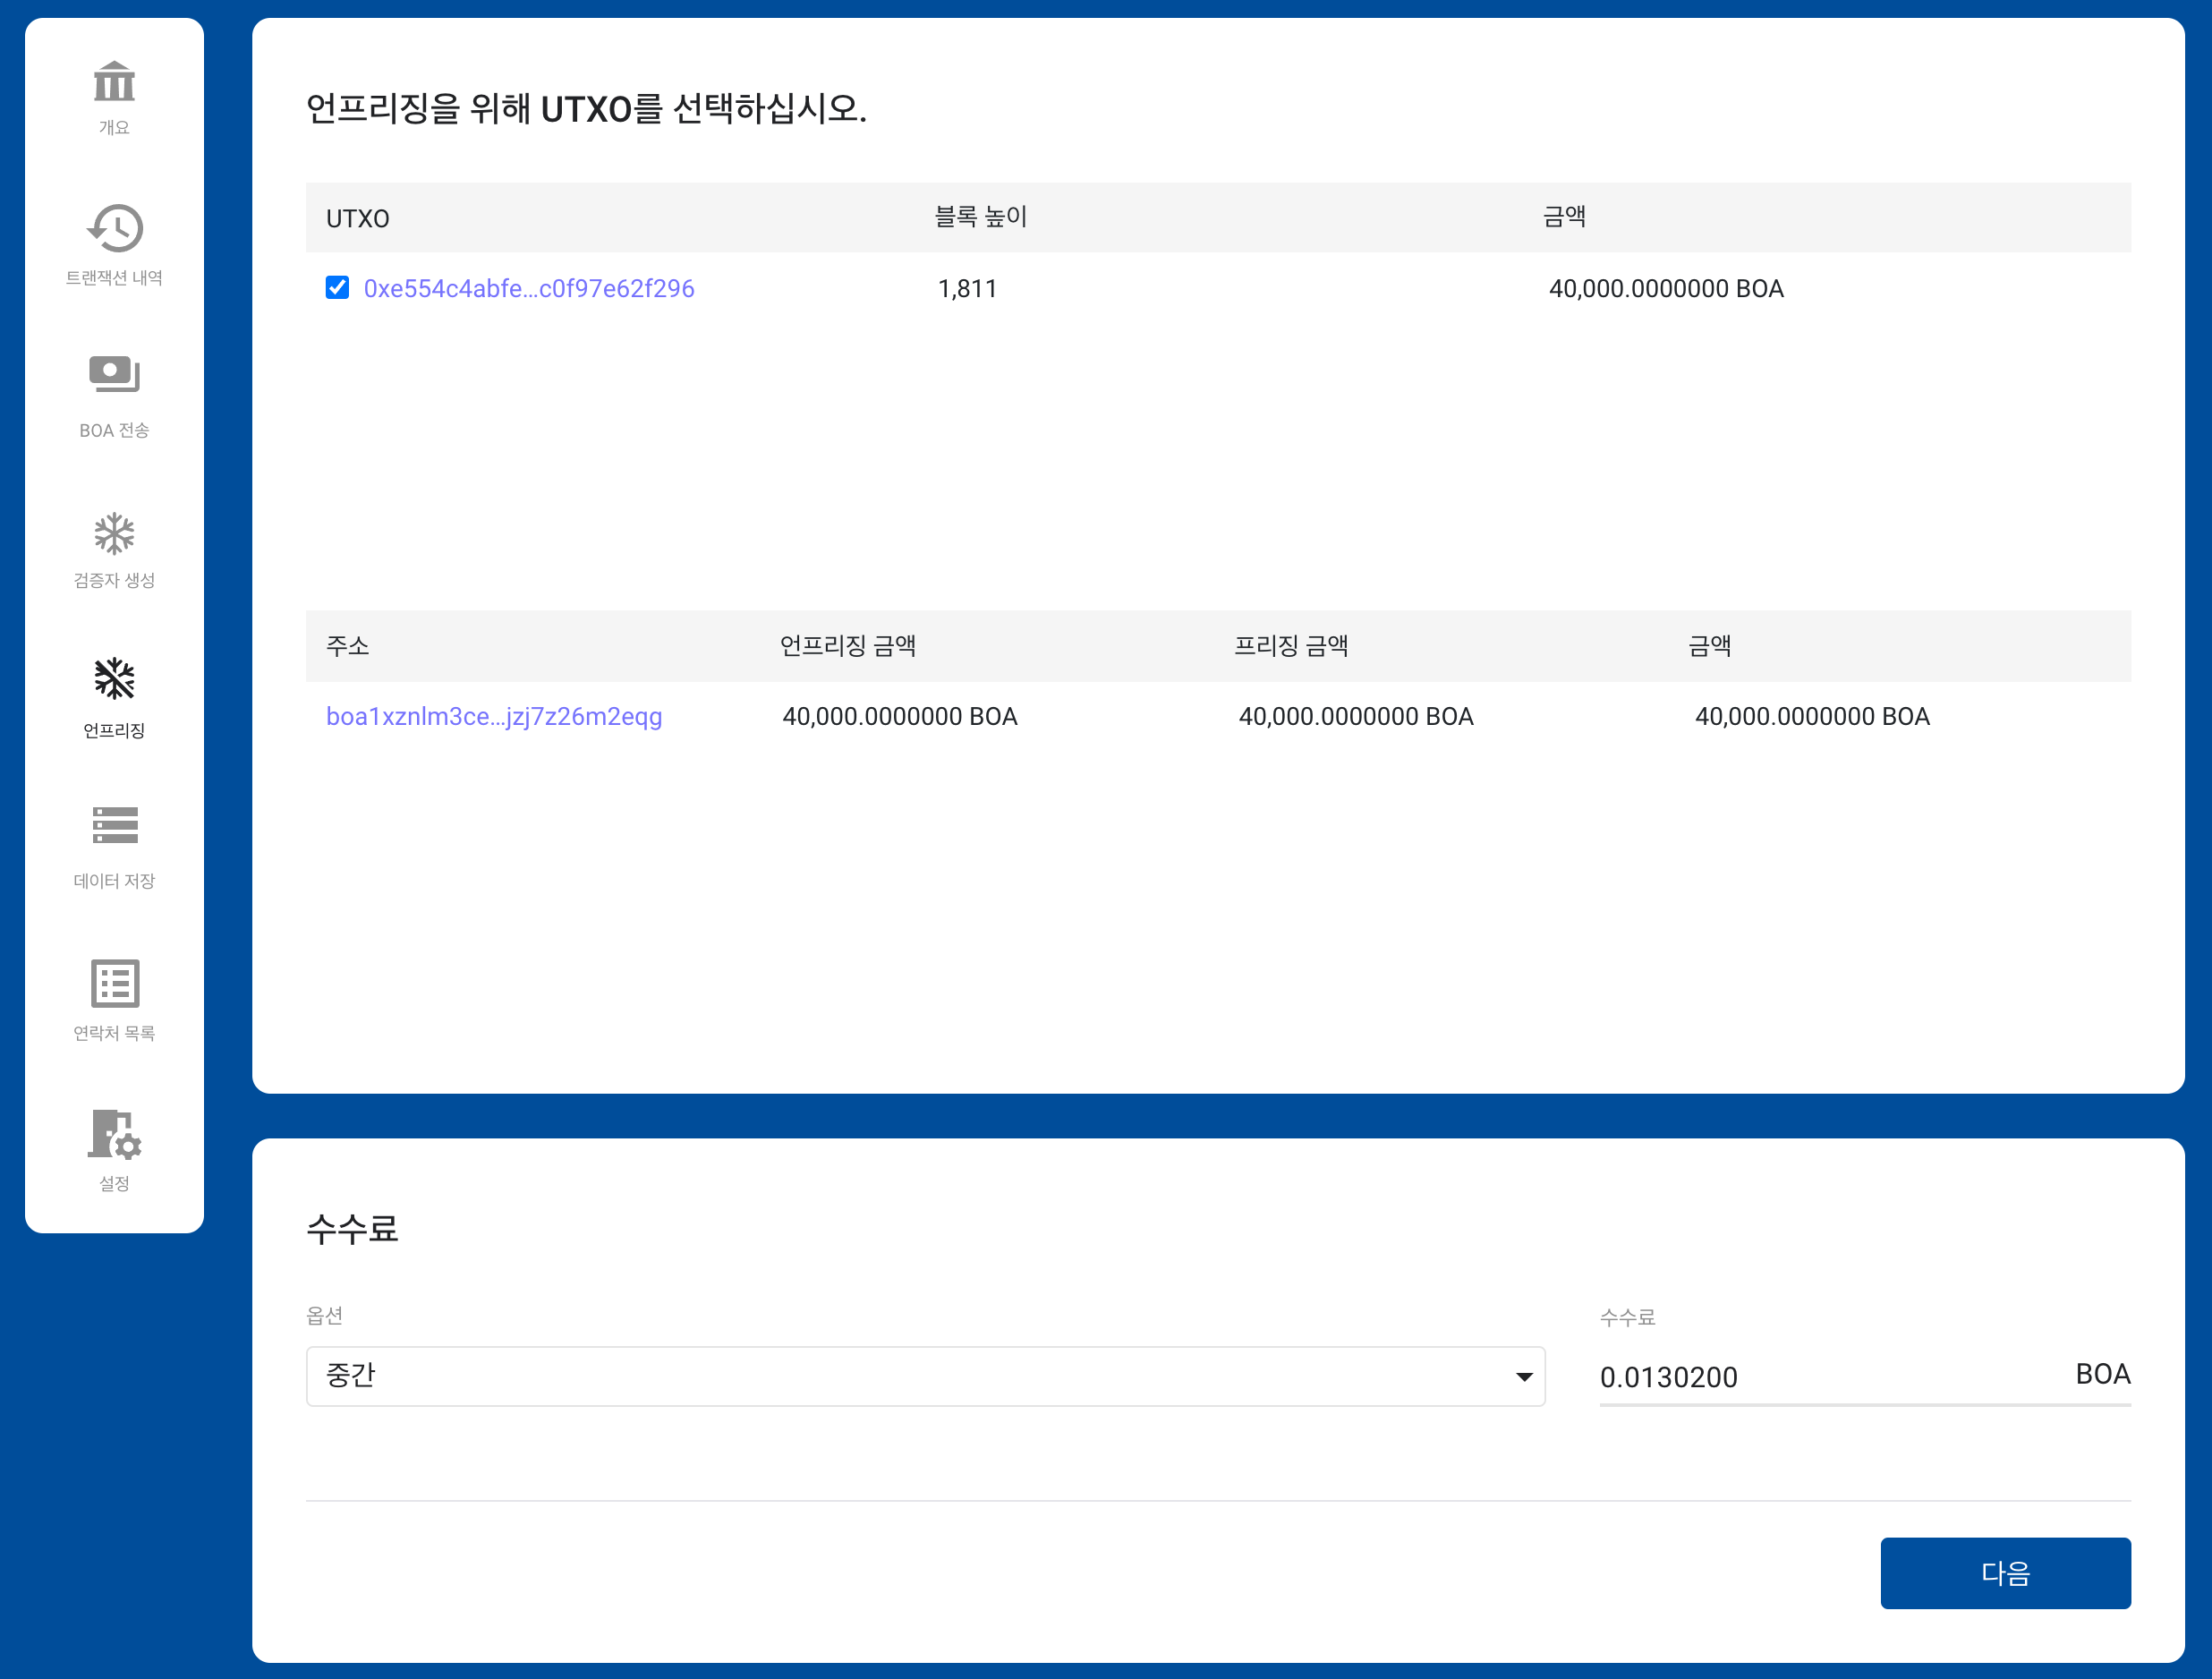 개요
트랜잭션 내역
BOA 전송
검증자 생성
언프리징
데이터 저장
연락처 목록
설정
언프리징을 위해 UTXO를 선택하십시오.
UTXO 블록 높이 금액
0xe554c4abfe...c0f97e62f296 1,811 40,000.0000000 BOA
주소 언프리징 금액 프리징 금액 금액
boa1xznlm3ce...jzj7z26m2eqg 40,000.0000000 BOA 40,000.0000000 BOA 40,000.0000000 BOA
수수료
옵션 수수료
중간 0.0130200 BOA
다음